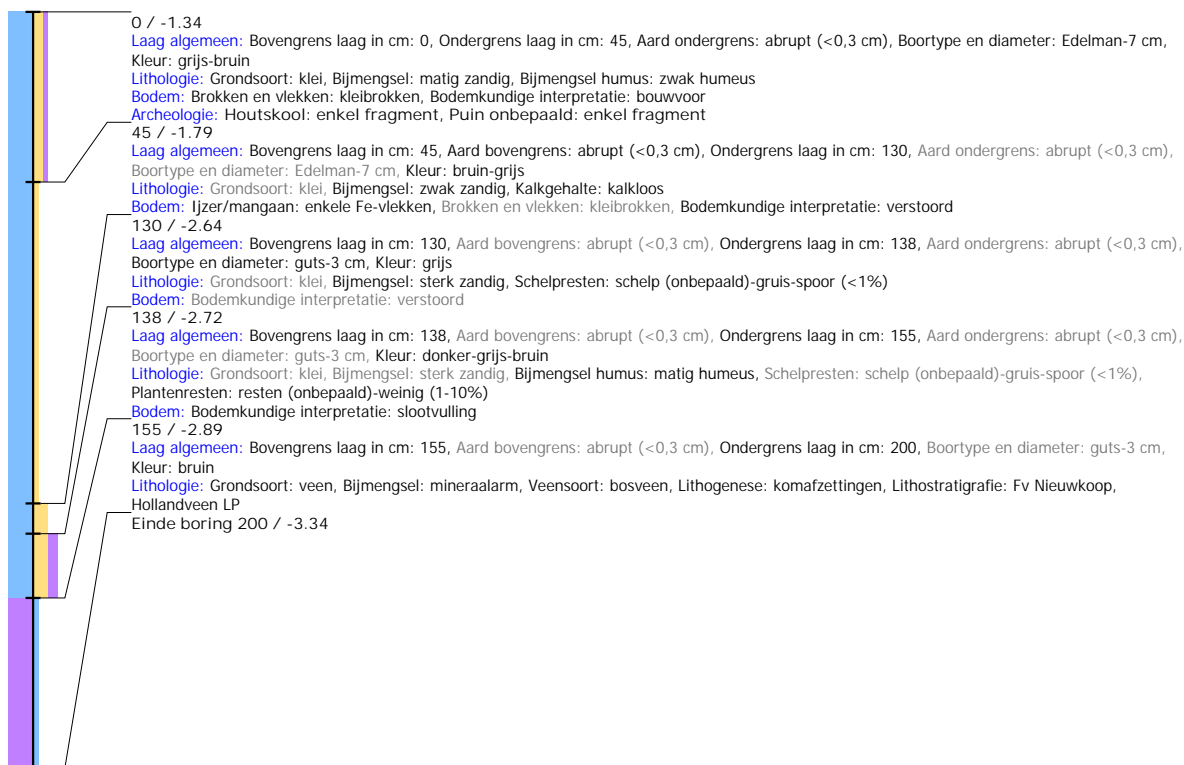 0 / -1.34
Laag algemeen: Bovengrens laag in cm: 0, Ondergrens laag in cm: 45, Aard ondergrens: abrupt (<0,3 cm), Boortype en diameter: Edelman-7 cm,
Kleur: grijs-bruin
Lithologie: Grondsoort: klei, Bijmengsel: matig zandig, Bijmengsel humus: zwak humeus
Bodem: Brokken en vlekken: kleibrokken, Bodemkundige interpretatie: bouwvoor
Archeologie: Houtskool: enkel fragment, Puin onbepaald: enkel fragment
45 / -1.79
Laag algemeen: Bovengrens laag in cm: 45, Aard bovengrens: abrupt (<0,3 cm), Ondergrens laag in cm: 130, Aard ondergrens: abrupt (<0,3 cm),
Boortype en diameter: Edelman-7 cm, Kleur: bruin-grijs
Lithologie: Grondsoort: klei, Bijmengsel: zwak zandig, Kalkgehalte: kalkloos
Bodem: Ijzer/mangaan: enkele Fe-vlekken, Brokken en vlekken: kleibrokken, Bodemkundige interpretatie: verstoord
130 / -2.64
Laag algemeen: Bovengrens laag in cm: 130, Aard bovengrens: abrupt (<0,3 cm), Ondergrens laag in cm: 138, Aard ondergrens: abrupt (<0,3 cm),
Boortype en diameter: guts-3 cm, Kleur: grijs
Lithologie: Grondsoort: klei, Bijmengsel: sterk zandig, Schelpresten: schelp (onbepaald)-gruis-spoor (<1%)
Bodem: Bodemkundige interpretatie: verstoord
138 / -2.72
Laag algemeen: Bovengrens laag in cm: 138, Aard bovengrens: abrupt (<0,3 cm), Ondergrens laag in cm: 155, Aard ondergrens: abrupt (<0,3 cm),
Boortype en diameter: guts-3 cm, Kleur: donker-grijs-bruin
Lithologie: Grondsoort: klei, Bijmengsel: sterk zandig, Bijmengsel humus: matig humeus, Schelpresten: schelp (onbepaald)-gruis-spoor (<1%),
Plantenresten: resten (onbepaald)-weinig (1-10%)
Bodem: Bodemkundige interpretatie: slootvulling
155 / -2.89
Laag algemeen: Bovengrens laag in cm: 155, Aard bovengrens: abrupt (<0,3 cm), Ondergrens laag in cm: 200, Boortype en diameter: guts-3 cm,
Kleur: bruin
Lithologie: Grondsoort: veen, Bijmengsel: mineraalarm, Veensoort: bosveen, Lithogenese: komafzettingen, Lithostratigrafie: Fv Nieuwkoop,
Hollandveen LP
Einde boring 200 / -3.34